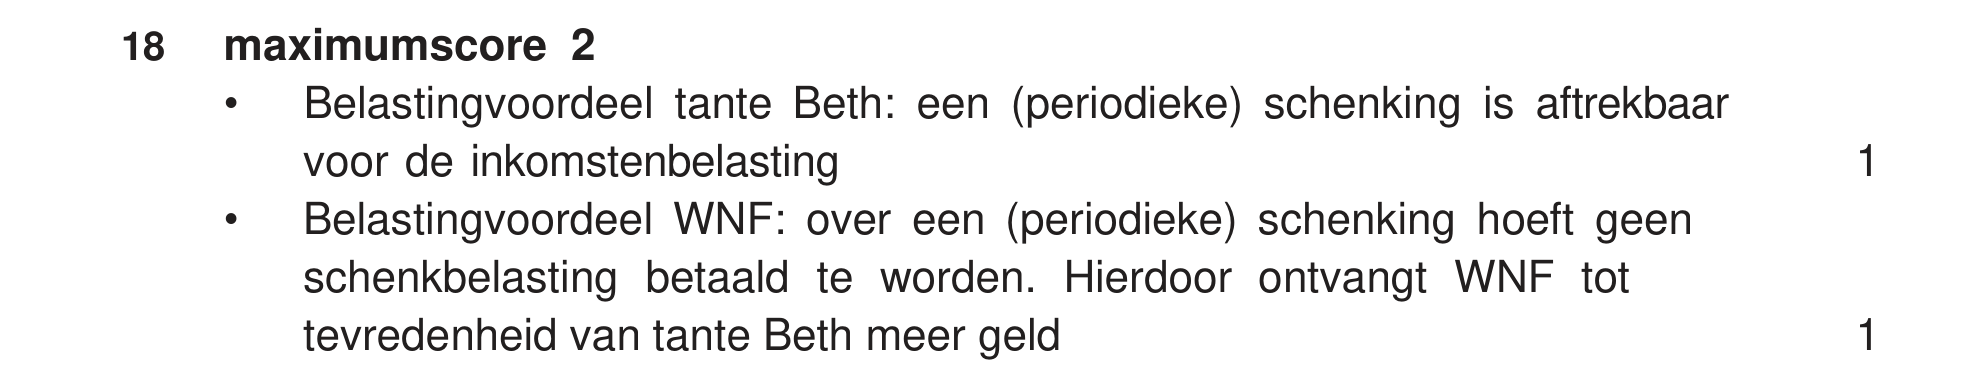 18 maximumscore 2
• Belastingvoordeel tante Beth: een (periodieke) schenking is aftrekbaar
voor de inkomstenbelasting 1
• Belastingvoordeel WNF: over een (periodieke) schenking hoeft geen
schenkbelasting betaald te worden. Hierdoor ontvangt WNF tot
tevredenheid van tante Beth meer geld 1